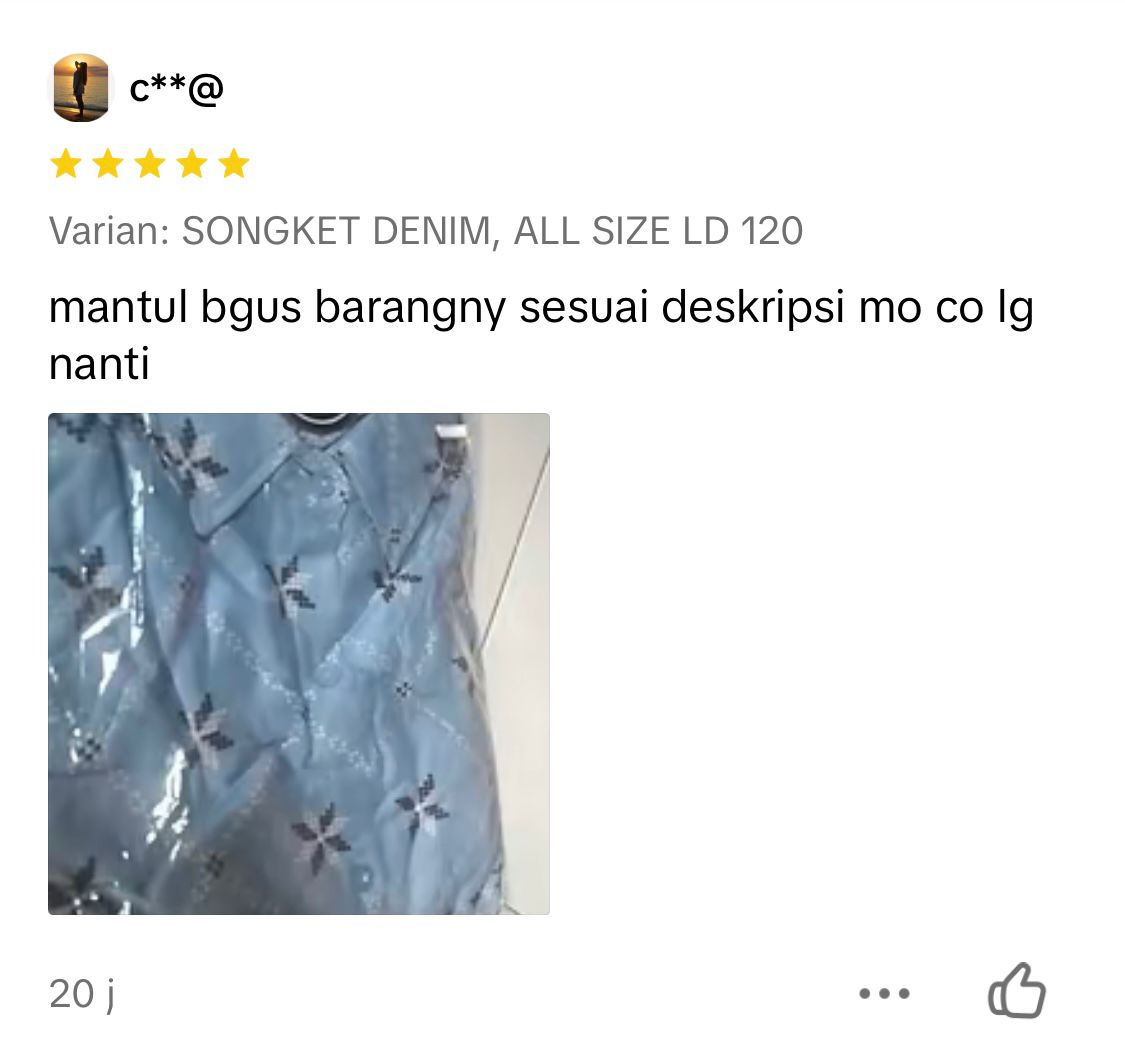 c**@
Varian: SONGKET DENIM, ALL SIZE LD 120
mantul bgus barangny sesuai deskripsi mo co lg
nanti
20 j